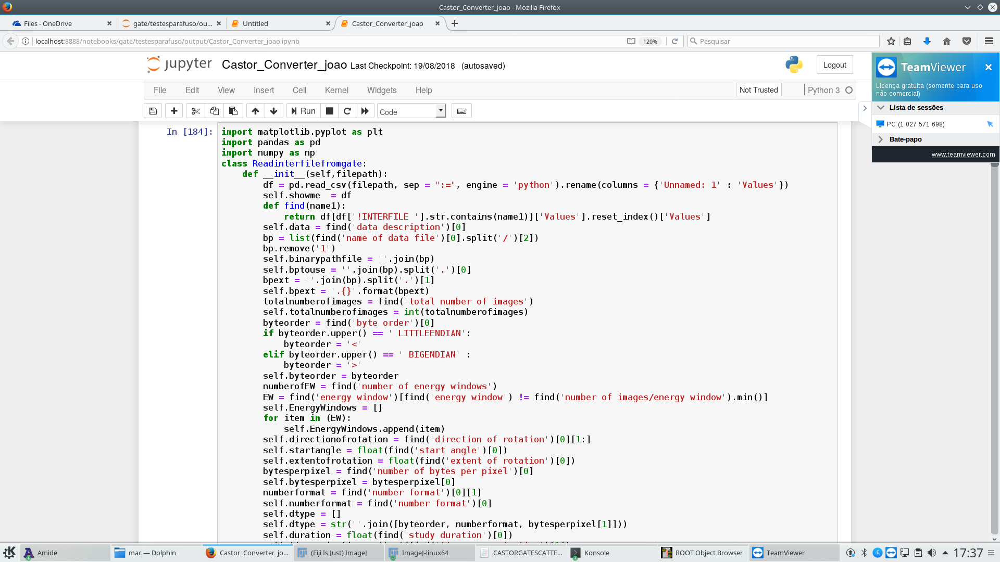 Castor_Converter_joao - Mozilla Firefox
Files - OneDrive
gate/testesparafuso/ou...
Untitled
Castor_Converter_joao
localhost:8888/notebooks/gate/testesparafuso/output/Castor_Converter_joao.ipynb
120%
Pesquisar
jupyter Castor_Converter_joao Last Checkpoint: 19/08/2018 (autosaved)
Logout
File Edit View Insert Cell Kernel Widgets Help
Not Trusted
Python 3
Run
Code
TeamViewer
Licença gratuita (somente para uso
não comercial)
Lista de sessões
PC (1 027 571 698)
Bate-papo
www.teamviewer.com
In [184]:
import matplotlib.pyplot as plt
import pandas as pd
import numpy as np
class Readinterfilefromgate:
    def __init__(self,filepath):
        df = pd.read_csv(filepath, sep = ":=", engine = 'python').rename(columns = {'Unnamed: 1' : 'Values'})
        self.showme  = df
        def find(name1):
            return df[df['!INTERFILE '].str.contains(name1)]['Values'].reset_index()['Values']
        self.data = find('data description')[0]
        bp = list(find('name of data file')[0].split('/')[2])
        bp.remove('1')
        self.binarypathfile = ''.join(bp)
        self.bptouse = ''.join(bp).split('.')[0]
        bpext = ''.join(bp).split('.')[1]
        self.bpext = '.{}'.format(bpext)
        totalnumberofimages = find('total number of images')
        self.totalnumberofimages = int(totalnumberofimages)
        byteorder = find('byte order')[0]
        if byteorder.upper() == ' LITTLEENDIAN':
            byteorder = '<'
        elif byteorder.upper() == ' BIGENDIAN' :
            byteorder = '>'
        self.byteorder = byteorder
        numberofEW = find('number of energy windows')
        EW = find('energy window')[find('energy window') != find('number of images/energy window').min()]
        self.EnergyWindows = []
        for item in (EW):
            self.EnergyWindows.append(item)
        self.directionofrotation = find('direction of rotation')[0][1:]
        self.startangle = float(find('start angle')[0])
        self.extentofrotation = float(find('extent of rotation')[0])
        bytesperpixel = find('number of bytes per pixel')[0]
        self.bytesperpixel = bytesperpixel[0]
        numberformat = find('number format')[0][1]
        self.numberformat = find('number format')[0]
        self.dtype = []
        self.dtype = str(''.join([byteorder, numberformat, bytesperpixel[1]]))
        self.duration = float(find('study duration')[0])
Amide
mac — Dolphin
Castor_Converter_jo...
(Fiji Is Just) ImageJ
ImageJ-linux64
CASTORGATESCATTE...
Konsole
ROOT Object Browser
TeamViewer
17:37